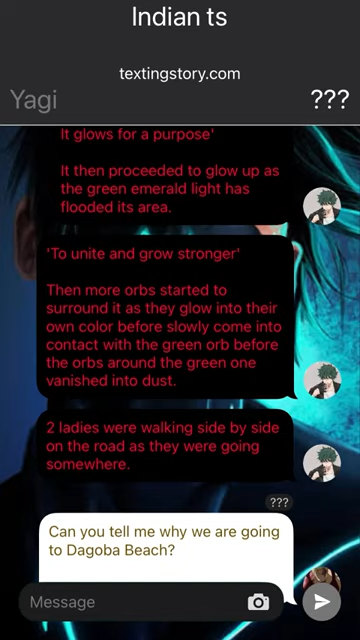 Indian ts
textingstory.com
Yagi
???
It glows for a purpose'
It then proceeded to glow up as
the green emerald light has
flooded its area.
'To unite and grow stronger'
Then more orbs started to
surround it as they glow into their
own color before slowly come into
contact with the green orb before
the orbs around the green one
vanished into dust.
2 ladies were walking side by side
on the road as they were going
somewhere.
???
Can you tell me why we are going
to Dagoba Beach?
Message